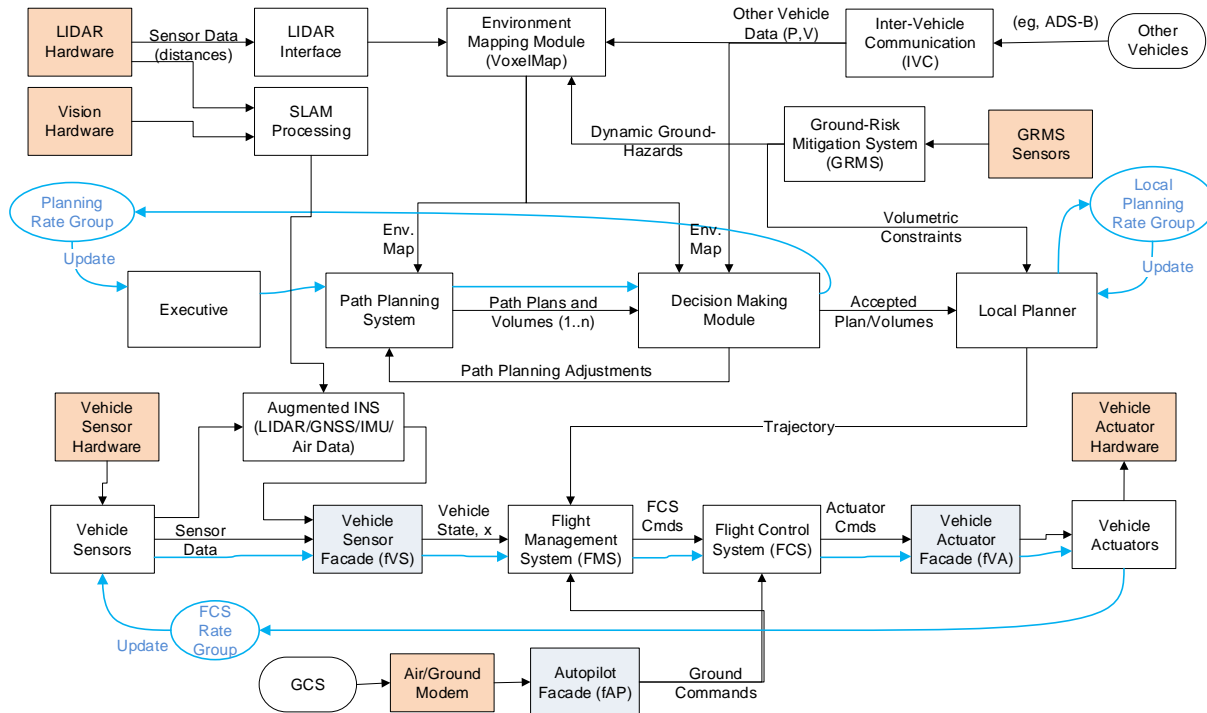 LIDAR
Hardware
Sensor Data
(distances)
LIDAR
Interface
Environment
Mapping Module
(VoxelMap)
Other Vehicle
Data (P,V)
Inter-Vehicle
Communication
(IVC)
(eg, ADS-B)
Other
Vehicles
Vision
Hardware
SLAM
Processing
Dynamic Ground-
Hazards
Ground-Risk
Mitigation System
(GRMS)
GRMS
Sensors
Planning
Rate Group
Update
Local
Planning
Rate Group
Update
Volumetric
Constraints
Env.
Map
Env.
Map
Executive
Path Planning
System
Path Plans and
Volumes (1..n)
Decision Making
Module
Accepted
Plan/Volumes
Local Planner
Path Planning Adjustments
Vehicle
Sensor
Hardware
Augmented INS
(LIDAR/GNSS/IMU/
Air Data)
Trajectory
Vehicle
Actuator
Hardware
Vehicle
Sensors
Sensor
Data
Vehicle
Sensor
Facade (fVS)
Vehicle
State, x
Flight
Management
System (FMS)
FCS
Cmds
Flight Control
System (FCS)
Actuator
Cmds
Vehicle
Actuator
Facade (fVA)
Vehicle
Actuators
Update
FCS
Rate
Group
GCS
Air/Ground
Modem
Autopilot
Facade (fAP)
Ground
Commands